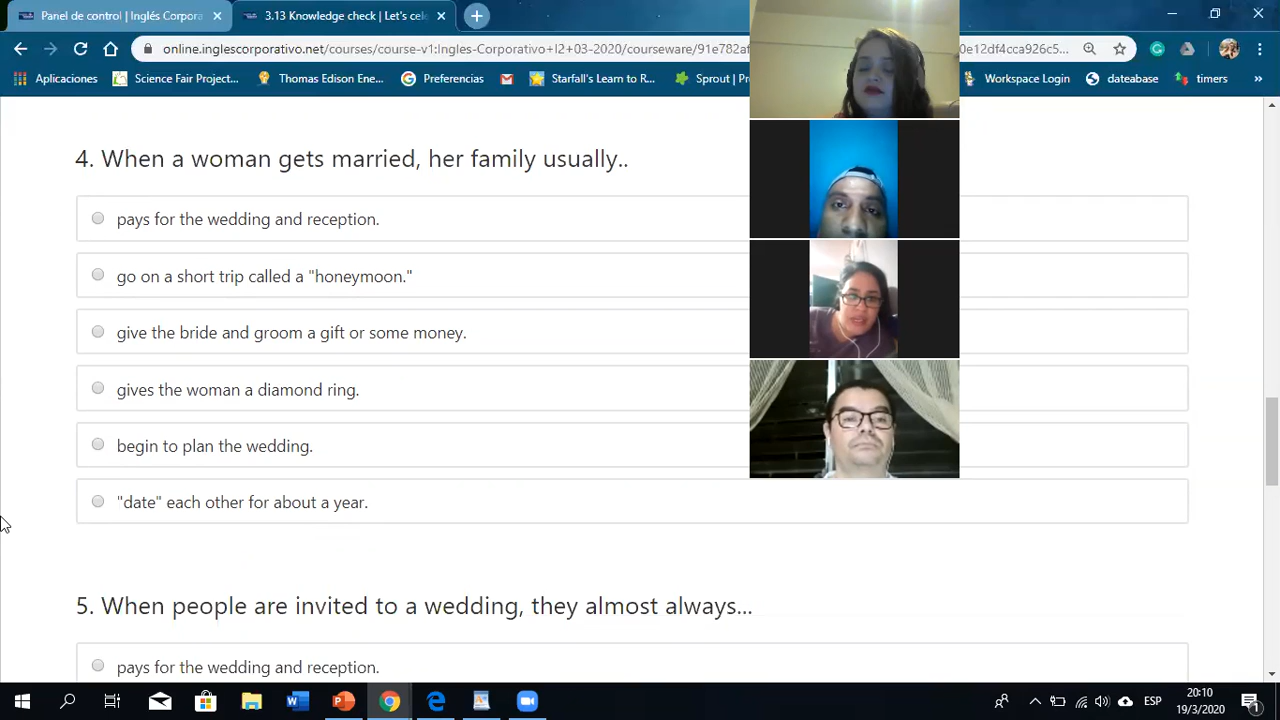 Panel de control | Inglés Corpora
3.13 Knowledge check | Let's cel
online.inglescorporativo.net/courses/course-v1:Ingles-Corporativo+I2+03-2020/courseware/91e782af
0e12df4cca926c5...
Aplicaciones
Science Fair Project...
Thomas Edison Ene...
Preferencias
Starfall's Learn to R...
Sprout | Pr
Workspace Login
dateabase
timers
4. When a woman gets married, her family usually..
pays for the wedding and reception.
go on a short trip called a "honeymoon."
give the bride and groom a gift or some money.
gives the woman a diamond ring.
begin to plan the wedding.
"date" each other for about a year.
5. When people are invited to a wedding, they almost always...
pays for the wedding and reception.
ESP
20:10
19/3/2020
1